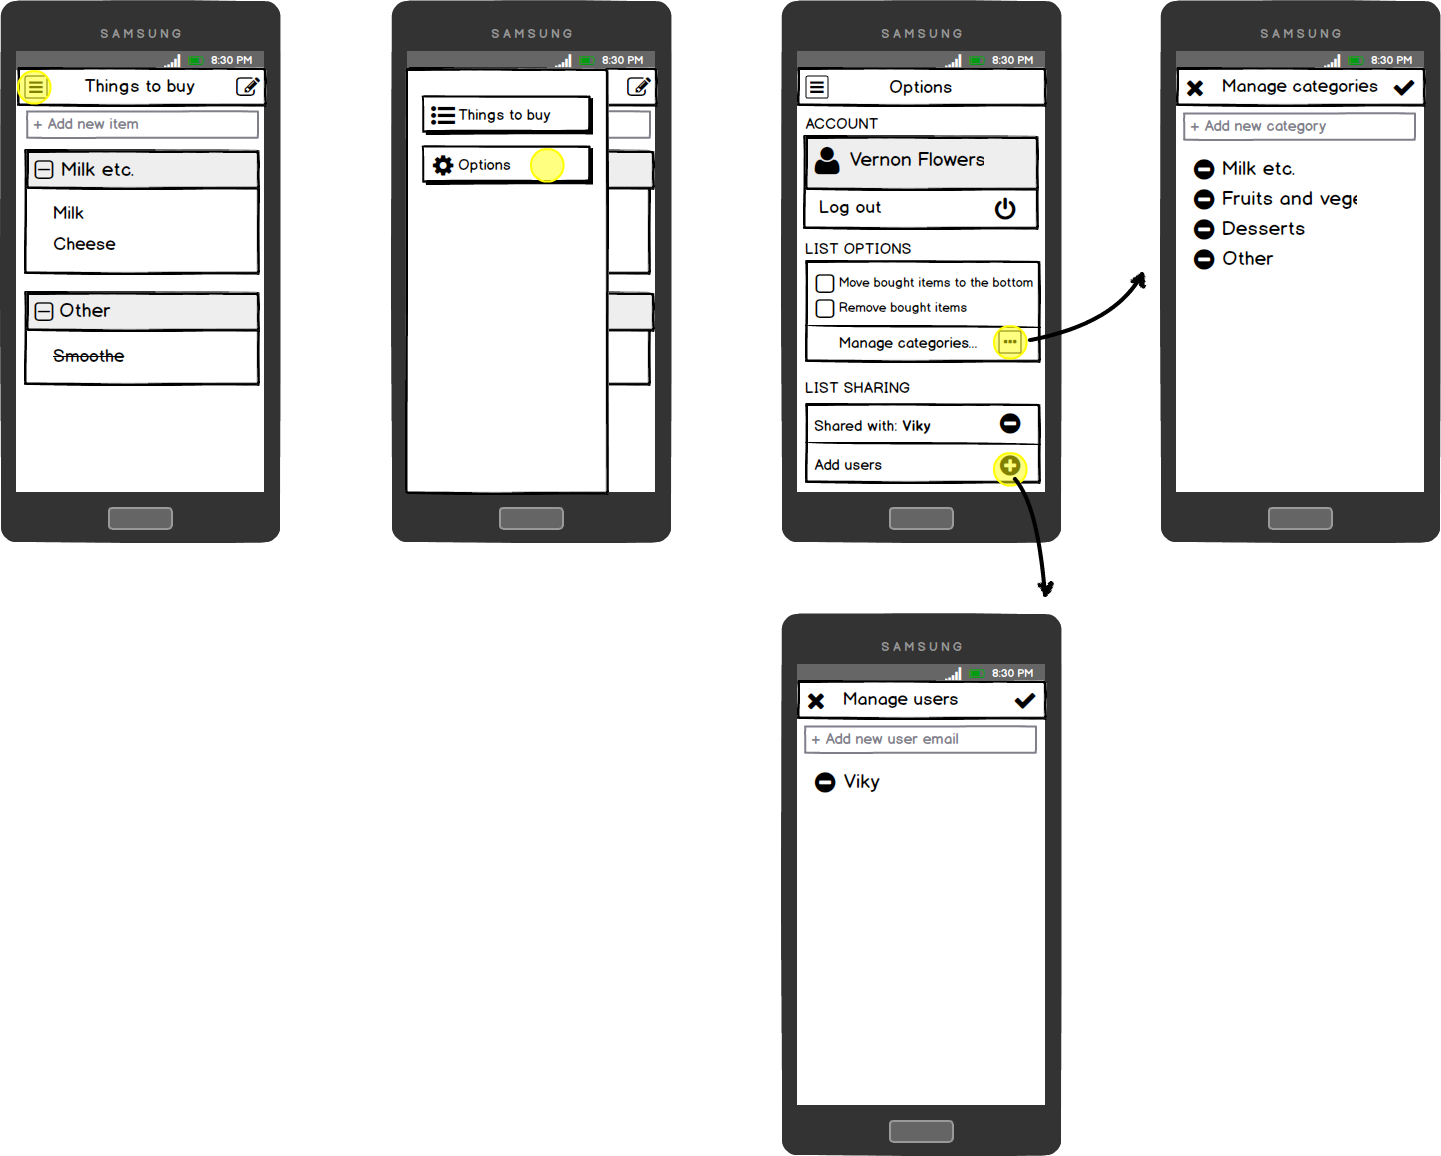 SAMSUNG
8:30 PM
Things to buy
+ Add new item
Milk etc.
Milk
Cheese
Other
Smoothe
SAMSUNG
8:30 PM
Things to buy
Options
SAMSUNG
8:30 PM
Options
ACCOUNT
Vernon Flowers
Log out
LIST OPTIONS
Move bought items to the bottom
Remove bought items
Manage categories...
LIST SHARING
Shared with: Viky
Add users
SAMSUNG
8:30 PM
Manage categories
+ Add new category
Milk etc.
Fruits and vege
Desserts
Other
SAMSUNG
8:30 PM
Manage users
+ Add new user email
Viky